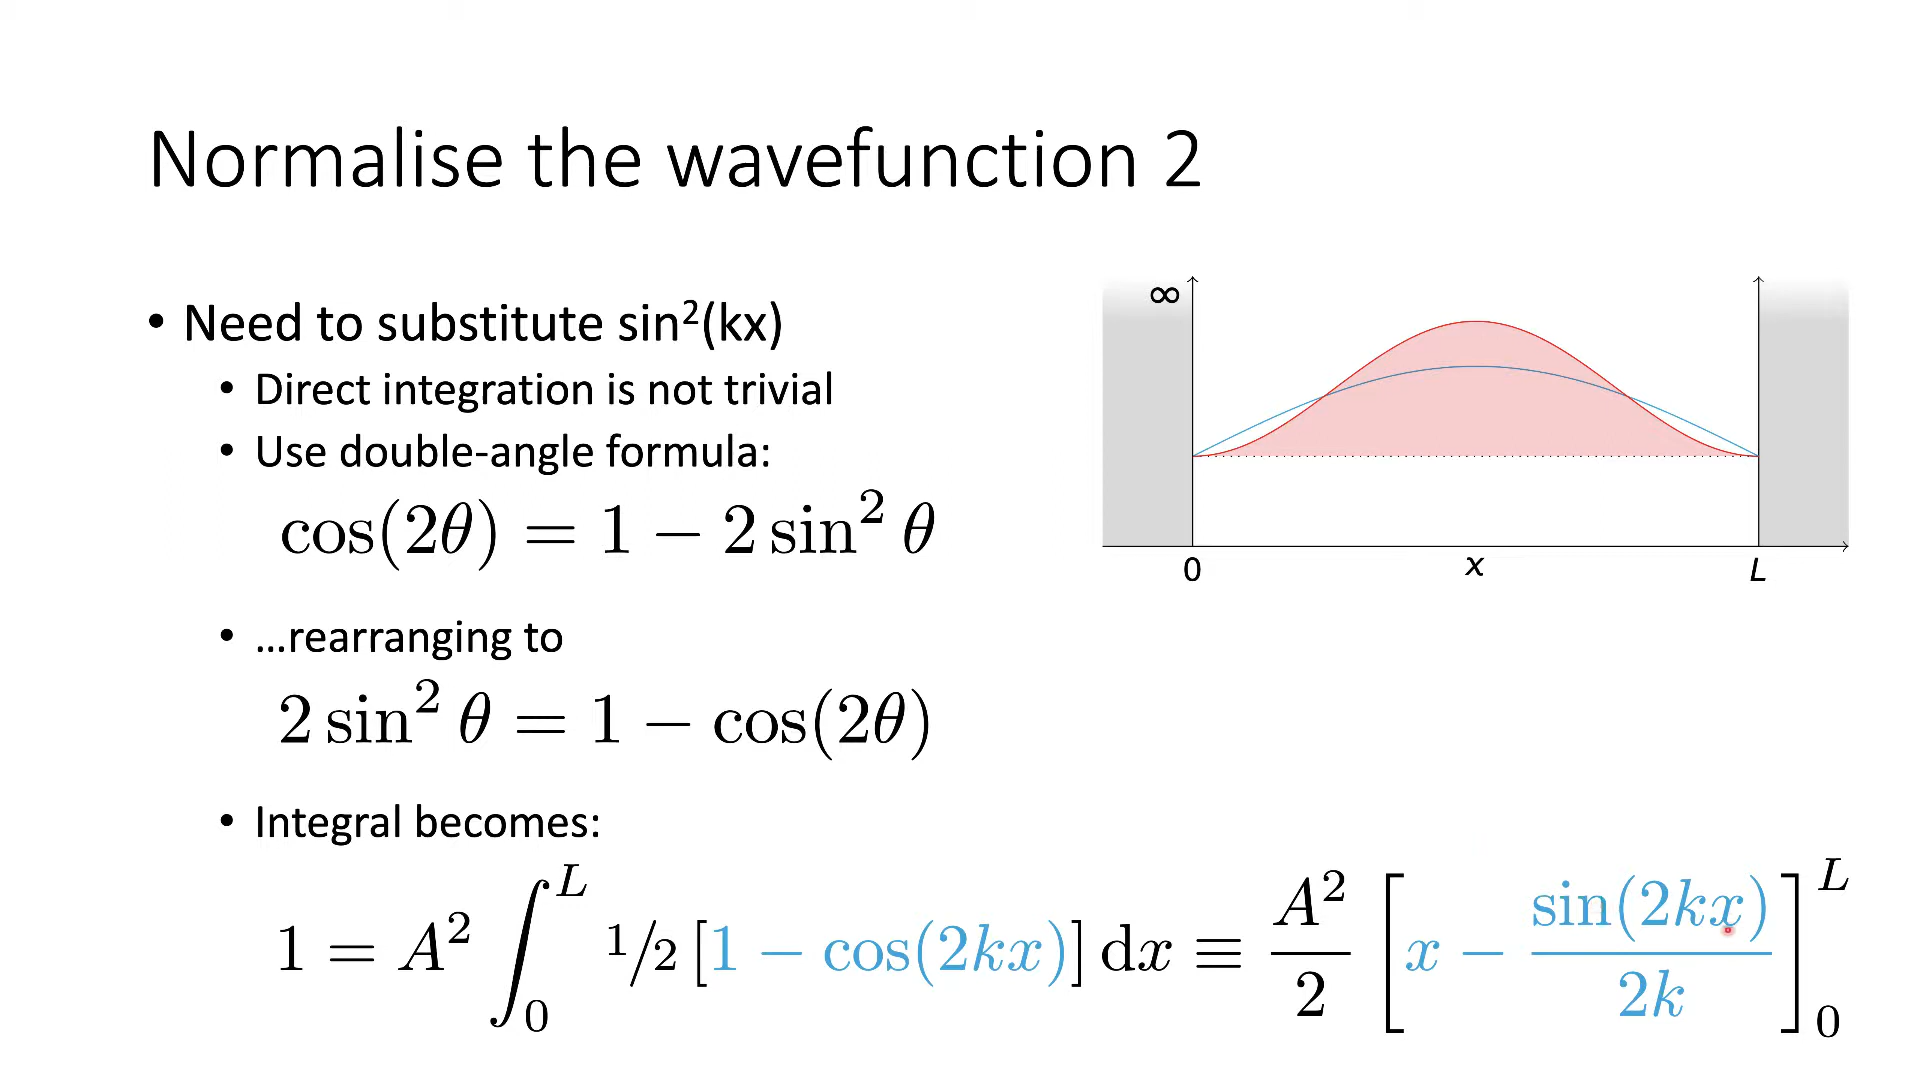 Normalise the wavefunction 2
• Need to substitute sin²(kx)
• Direct integration is not trivial
• Use double-angle formula:
cos(2θ) = 1 − 2 sin² θ
• …rearranging to
2 sin² θ = 1 − cos(2θ)
• Integral becomes:
1 = A² ∫₀ᴸ 1/2 [1 − cos(2kx)] dx ≡ A²/2 [x − sin(2kx)/2k]₀ᴸ
∞
0 x L